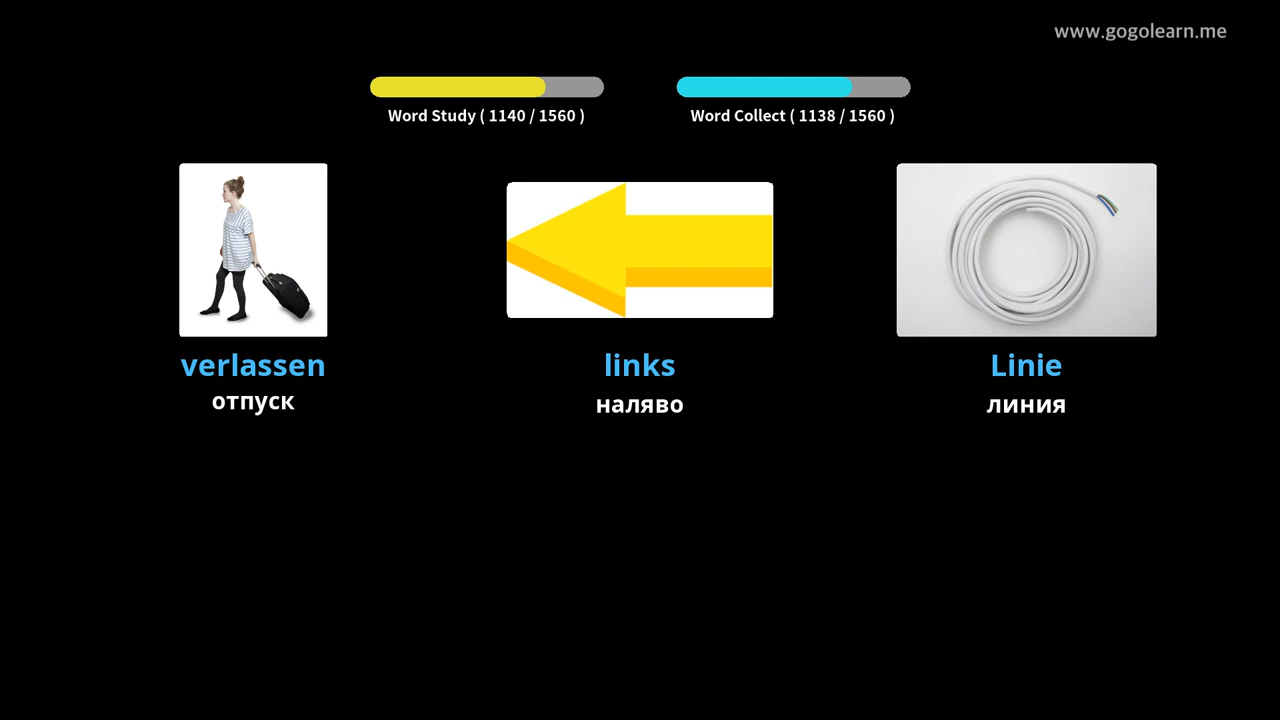 www.gogolearn.me
Word Study ( 1140 / 1560 )
Word Collect ( 1138 / 1560 )
verlassen
отпуск
links
наляво
Linie
линия